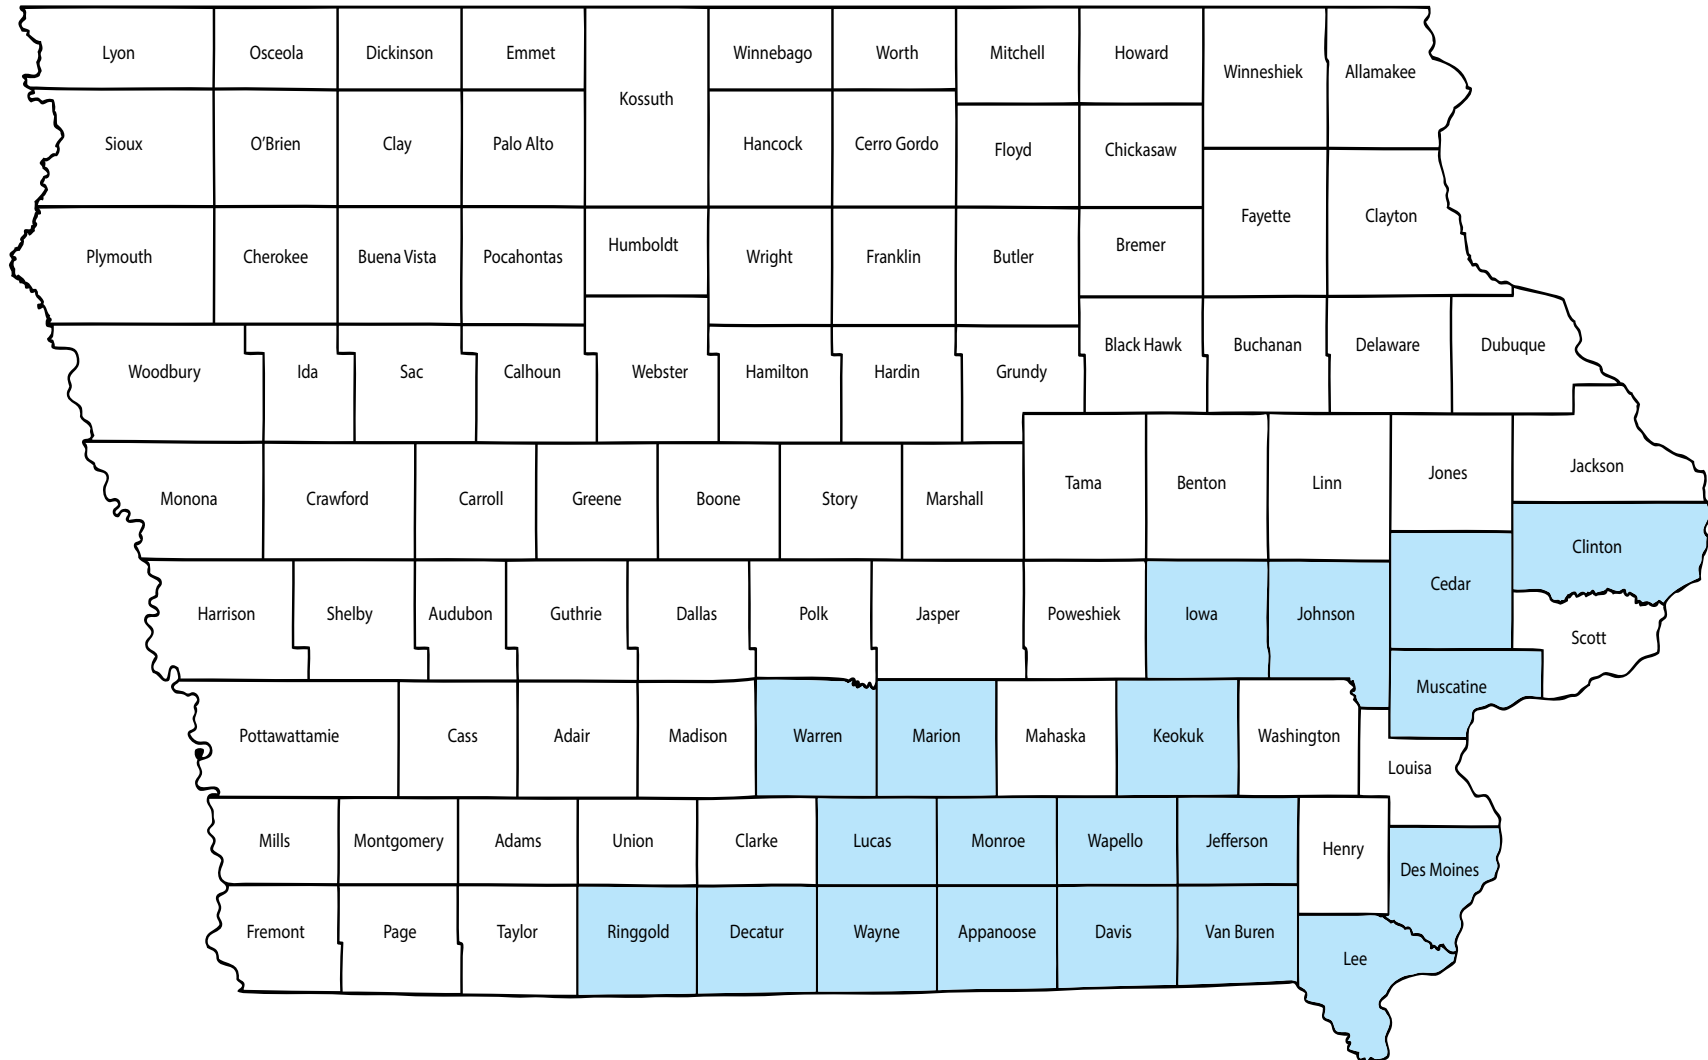 Lyon
Osceola
Dickinson
Emmet
Kossuth
Winnebago
Worth
Mitchell
Howard
Winneshiek
Allamakee
Sioux
O'Brien
Clay
Palo Alto
Hancock
Cerro Gordo
Floyd
Chickasaw
Fayette
Clayton
Plymouth
Cherokee
Buena Vista
Pocahontas
Humboldt
Wright
Franklin
Butler
Bremer
Woodbury
Ida
Sac
Calhoun
Webster
Hamilton
Hardin
Grundy
Black Hawk
Buchanan
Delaware
Dubuque
Monona
Crawford
Carroll
Greene
Boone
Story
Marshall
Tama
Benton
Linn
Jones
Jackson
Clinton
Cedar
Harrison
Shelby
Audubon
Guthrie
Dallas
Polk
Jasper
Poweshiek
Iowa
Johnson
Scott
Muscatine
Pottawattamie
Cass
Adair
Madison
Warren
Marion
Mahaska
Keokuk
Washington
Louisa
Mills
Montgomery
Adams
Union
Clarke
Lucas
Monroe
Wapello
Jefferson
Henry
Des Moines
Fremont
Page
Taylor
Ringgold
Decatur
Wayne
Appanoose
Davis
Van Buren
Lee